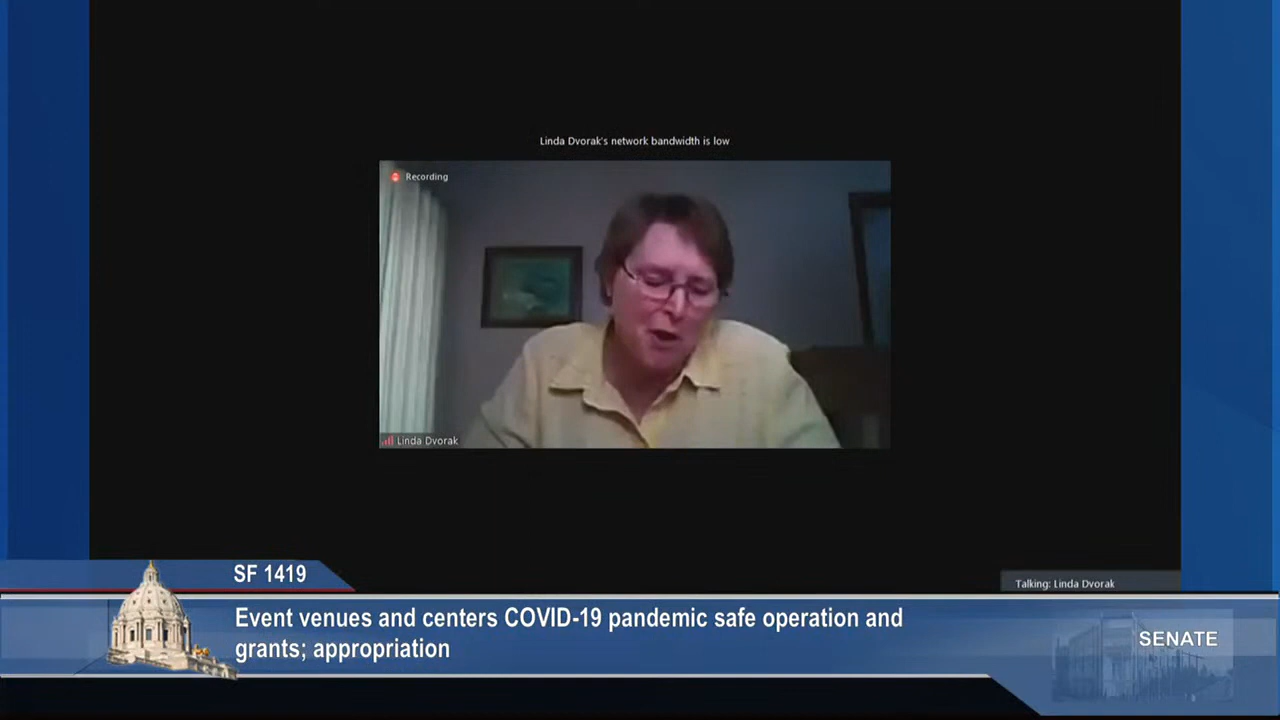 Linda Dvorak's network bandwidth is low
Recording
Linda Dvorak
Talking: Linda Dvorak
SF 1419
Event venues and centers COVID-19 pandemic safe operation and
grants; appropriation
SENATE